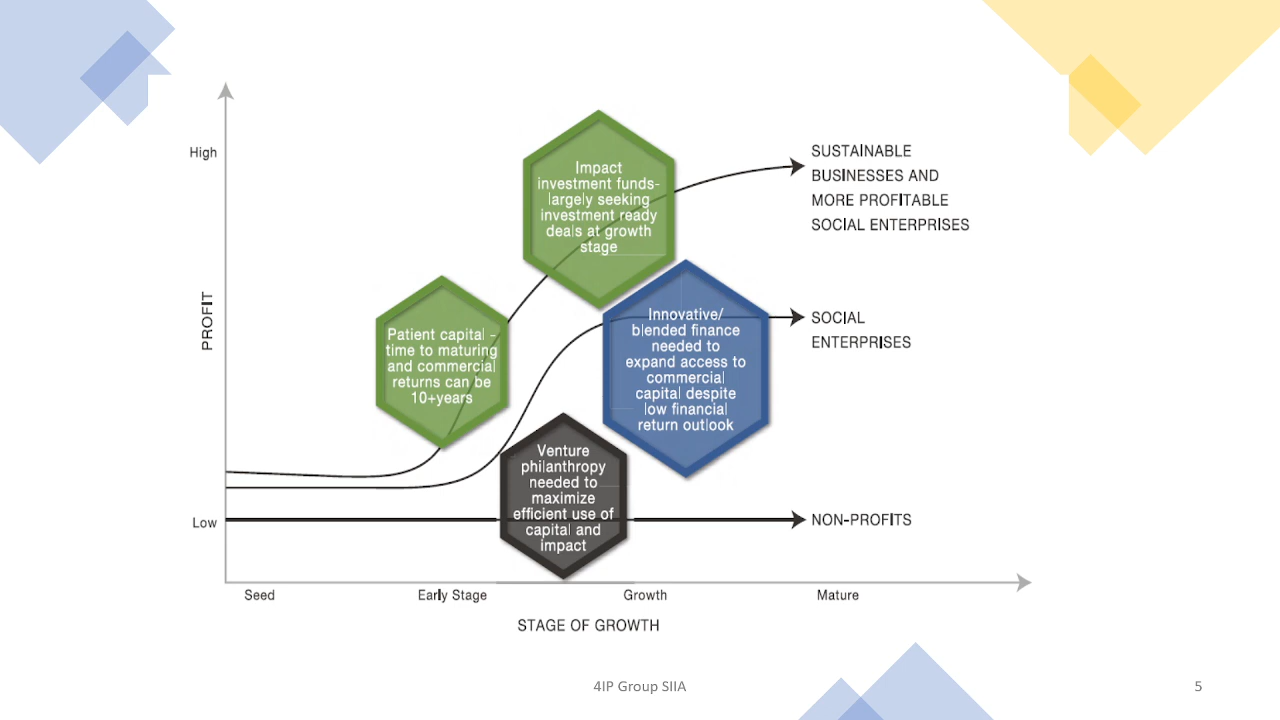 High
PROFIT
Low
Impact
investment funds-
largely seeking
investment ready
deals at growth
stage
SUSTAINABLE
BUSINESSES AND
MORE PROFITABLE
SOCIAL ENTERPRISES
Patient capital -
time to maturing
and commercial
returns can be
10+years
Innovative/
blended finance
needed to
expand access to
commercial
capital despite
low financial
return outlook
SOCIAL
ENTERPRISES
Venture
philanthropy
needed to
maximize
efficient use of
capital and
impact
NON-PROFITS
Seed
Early Stage
Growth
Mature
STAGE OF GROWTH
4IP Group SIIA
5